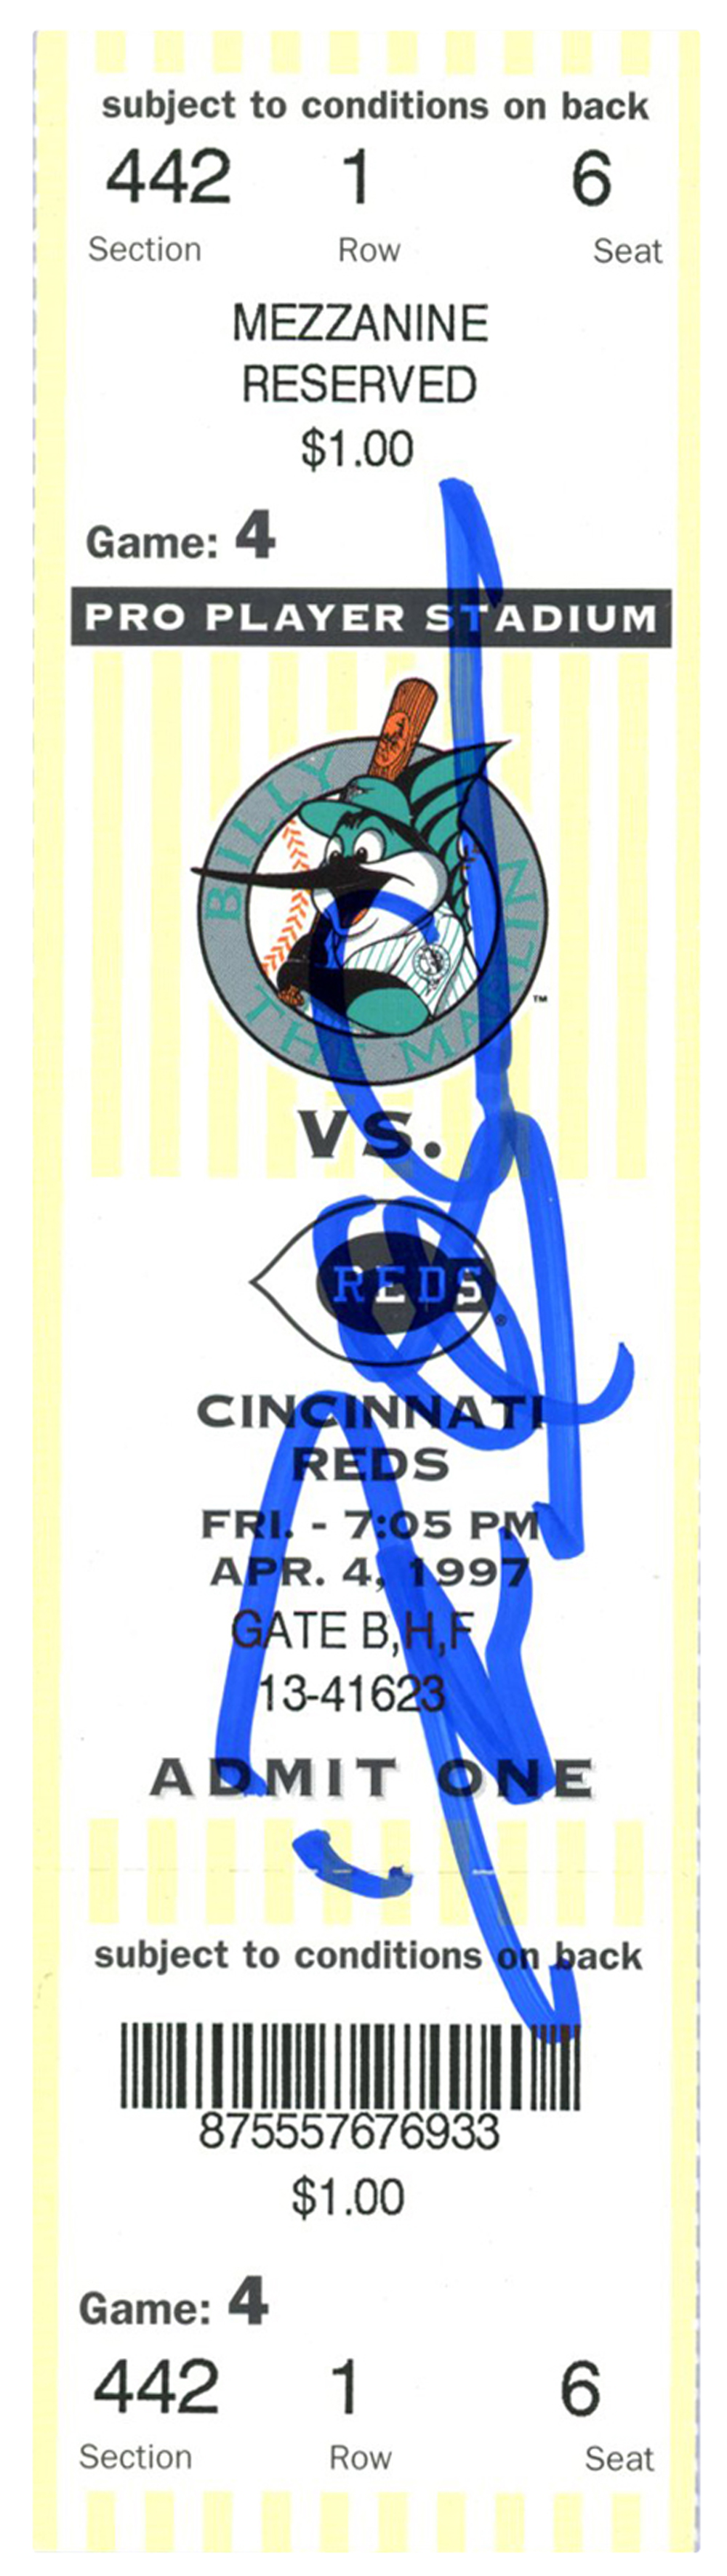 subject to conditions on back
442 1 6
Section Row Seat
MEZZANINE
RESERVED
$1.00
Game: 4
PRO PLAYER STADIUM
BILLY
THE MARLIN
TM
VS.
REDS
®
CINCINNATI
REDS
FRI. - 7:05 PM
APR. 4, 1997
GATE B,H,F
13-41623
ADMIT ONE
subject to conditions on back
875557676933
$1.00
Game: 4
442 1 6
Section Row Seat